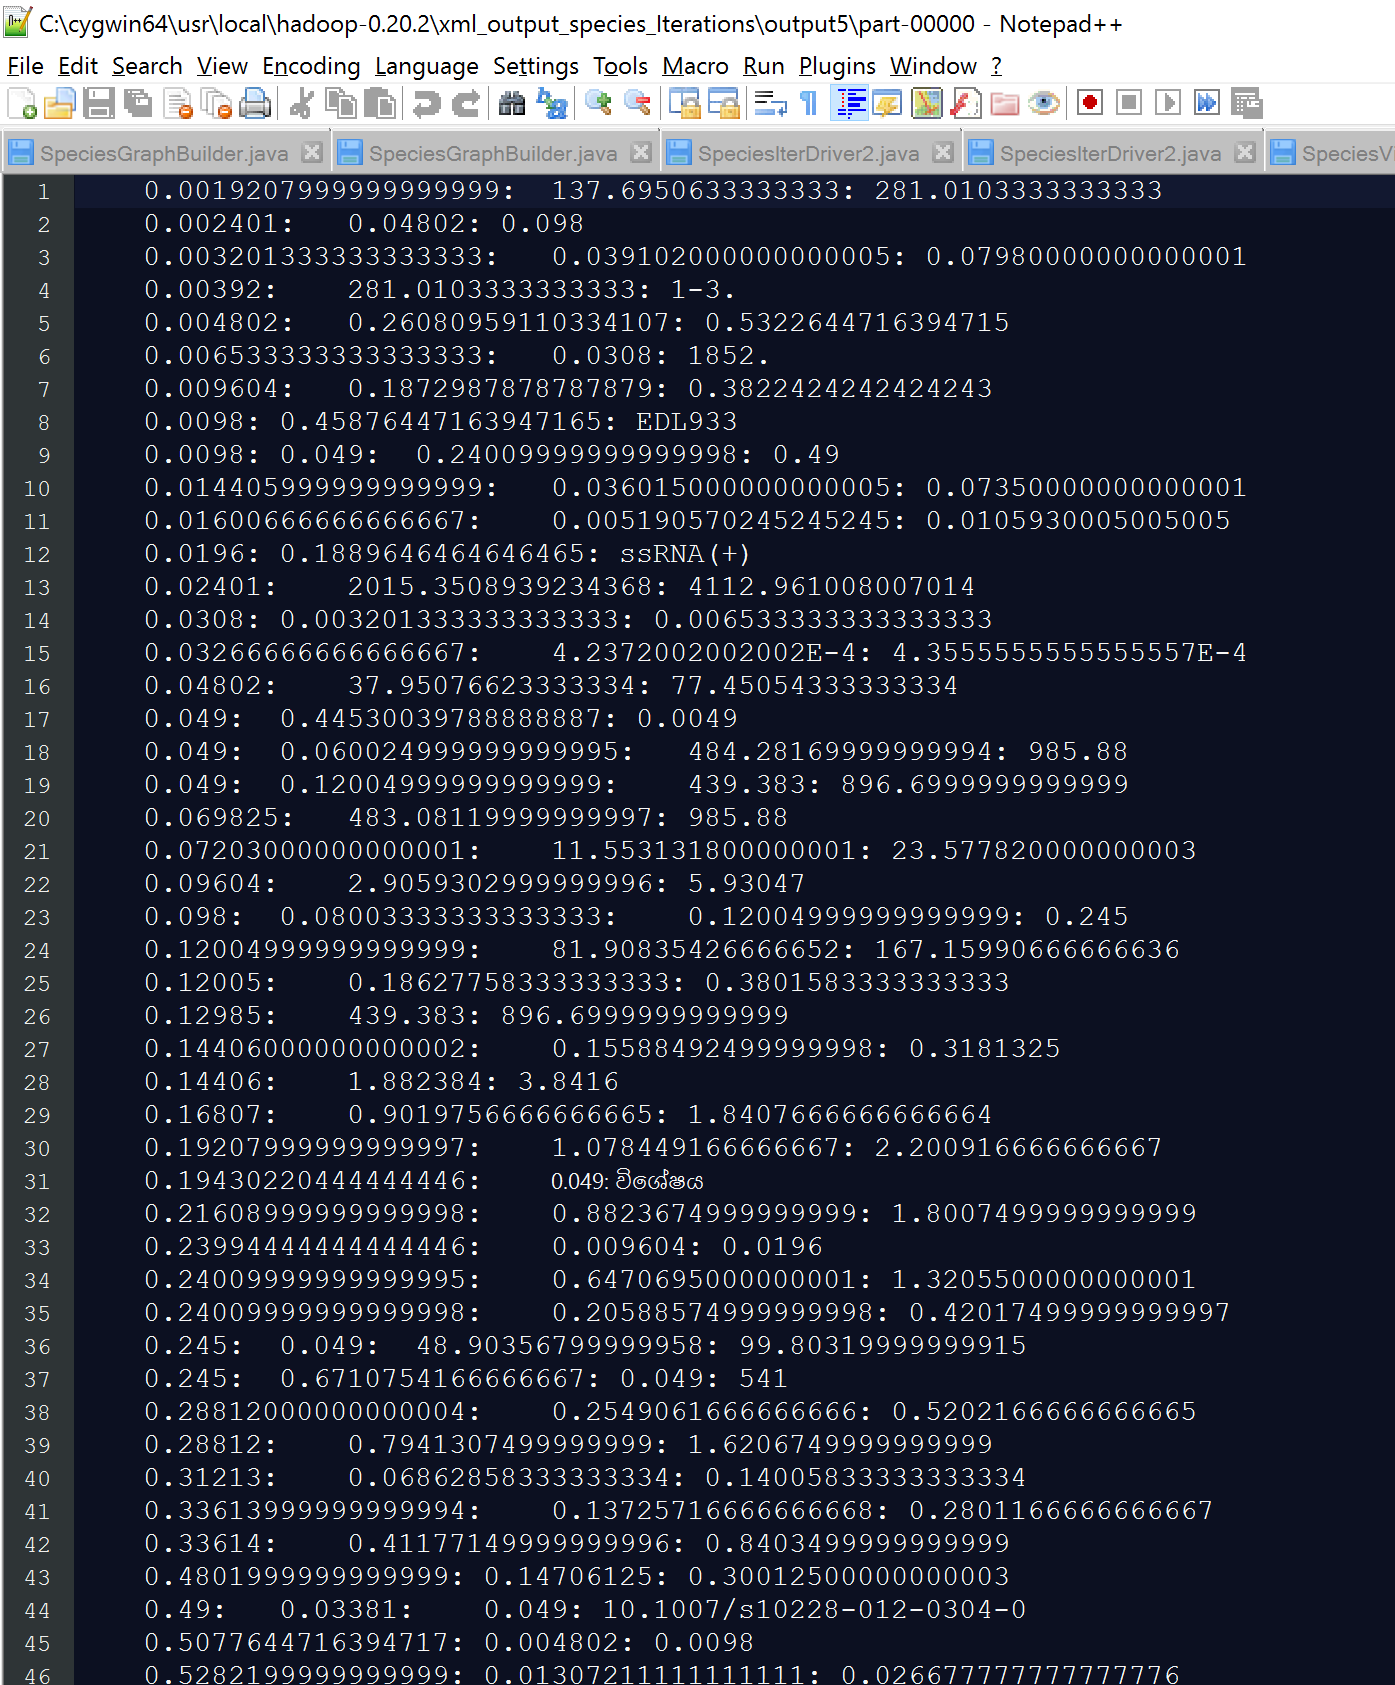 C:\cygwin64\usr\local\hadoop-0.20.2\xml_output_species_Iterations\output5\part-00000 - Notepad++
File Edit Search View Encoding Language Settings Tools Macro Run Plugins Window ?
SpeciesGraphBuilder.java SpeciesGraphBuilder.java SpeciesIterDriver2.java SpeciesIterDriver2.java SpeciesVi
1 0.0019207999999999999: 137.6950633333333: 281.0103333333333
2 0.002401: 0.04802: 0.098
3 0.003201333333333333: 0.039102000000000005: 0.07980000000000001
4 0.00392: 281.0103333333333: 1-3.
5 0.004802: 0.26080959110334107: 0.5322644716394715
6 0.006533333333333333: 0.0308: 1852.
7 0.009604: 0.1872987878787879: 0.3822424242424243
8 0.0098: 0.45876447163947165: EDL933
9 0.0098: 0.049: 0.24009999999999998: 0.49
10 0.014405999999999999: 0.036015000000000005: 0.07350000000000001
11 0.01600666666666667: 0.005190570245245245: 0.0105930005005005
12 0.0196: 0.1889646464646465: ssRNA(+)
13 0.02401: 2015.3508939234368: 4112.961008007014
14 0.0308: 0.003201333333333333: 0.006533333333333333
15 0.03266666666666667: 4.2372002002002E-4: 4.3555555555555557E-4
16 0.04802: 37.95076623333334: 77.45054333333334
17 0.049: 0.44530039788888887: 0.0049
18 0.049: 0.060024999999999995: 484.28169999999994: 985.88
19 0.049: 0.12004999999999999: 439.383: 896.6999999999999
20 0.069825: 483.08119999999997: 985.88
21 0.07203000000000001: 11.553131800000001: 23.577820000000003
22 0.09604: 2.9059302999999996: 5.93047
23 0.098: 0.08003333333333333: 0.12004999999999999: 0.245
24 0.12004999999999999: 81.90835426666652: 167.15990666666636
25 0.12005: 0.18627758333333333: 0.3801583333333333
26 0.12985: 439.383: 896.6999999999999
27 0.14406000000000002: 0.15588492499999998: 0.3181325
28 0.14406: 1.882384: 3.8416
29 0.16807: 0.9019756666666665: 1.8407666666666664
30 0.19207999999999997: 1.078449166666667: 2.200916666666667
31 0.19430220444444446: 0.049: විශේෂය
32 0.21608999999999998: 0.8823674999999999: 1.8007499999999999
33 0.23994444444444446: 0.009604: 0.0196
34 0.24009999999999995: 0.6470695000000001: 1.3205500000000001
35 0.24009999999999998: 0.20588574999999998: 0.42017499999999997
36 0.245: 0.049: 48.90356799999958: 99.80319999999915
37 0.245: 0.6710754166666667: 0.049: 541
38 0.28812000000000004: 0.2549061666666666: 0.5202166666666665
39 0.28812: 0.7941307499999999: 1.6206749999999999
40 0.31213: 0.06862858333333334: 0.14005833333333334
41 0.33613999999999994: 0.13725716666666668: 0.2801166666666667
42 0.33614: 0.41177149999999996: 0.8403499999999999
43 0.4801999999999999: 0.14706125: 0.30012500000000003
44 0.49: 0.03381: 0.049: 10.1007/s10228-012-0304-0
45 0.5077644716394717: 0.004802: 0.0098
46 0.5282199999999999: 0.01307211111111111: 0.026677777777777776